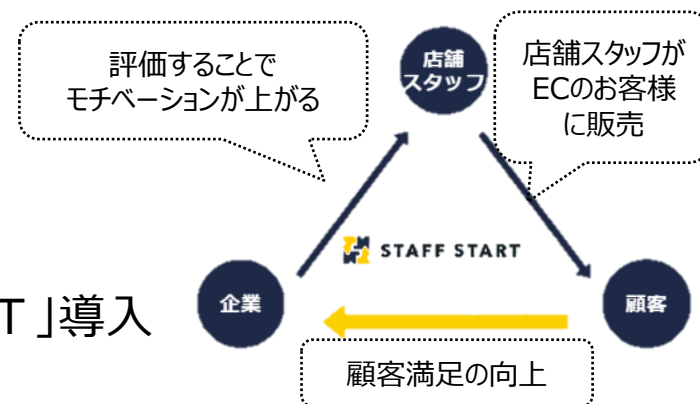 評価することで
モチベーションが上がる
店舗
スタッフ
店舗スタッフが
ECのお客様
に販売
STAFF START
T」導入
企業
顧客
顧客満足の向上